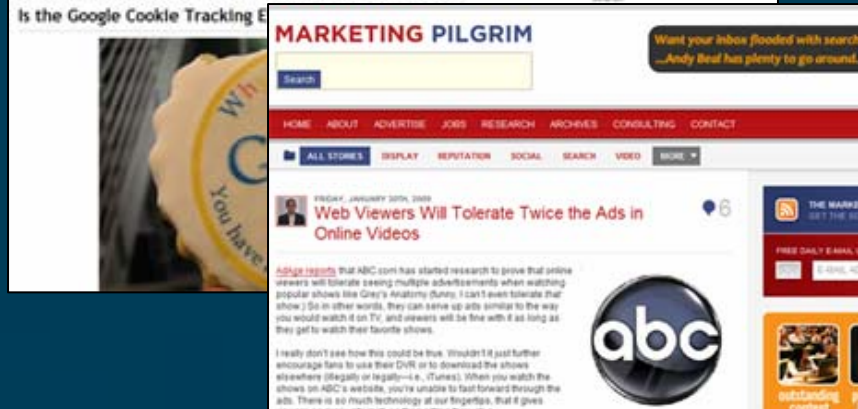 Is the Google Cookie Tracking E
Wh
G
You have
MARKETING PILGRIM
Search
Want your inbox flooded with search
...Andy Beal has plenty to go around.
HOME ABOUT ADVERTISE JOBS RESEARCH ARCHIVES CONSULTING CONTACT
ALL STORIES DISPLAY REPUTATION SOCIAL SEARCH VIDEO MORE
FRIDAY, JANUARY 30TH, 2009
Web Viewers Will Tolerate Twice the Ads in
Online Videos
6
AdAge reports that ABC.com has started research to prove that online
viewers will tolerate seeing multiple advertisements when watching
popular shows like Grey's Anatomy (funny, I can't even tolerate that
show.) So in other words, they can serve up ads similar to the way
you would watch it on TV, and viewers will be fine with it as long as
they get to watch their favorite shows.
I really don't see how this could be true. Wouldn't it just further
encourage fans to use their DVR or to download the shows
elsewhere (illegally or legally—i.e., iTunes). When you watch the
shows on ABC's website, you're unable to fast forward through the
ads. There is so much technology at our fingertips, that it gives
abc
THE MARKE
GET THE
FREE DAILY E-MAIL
E-MAIL
outstanding
content